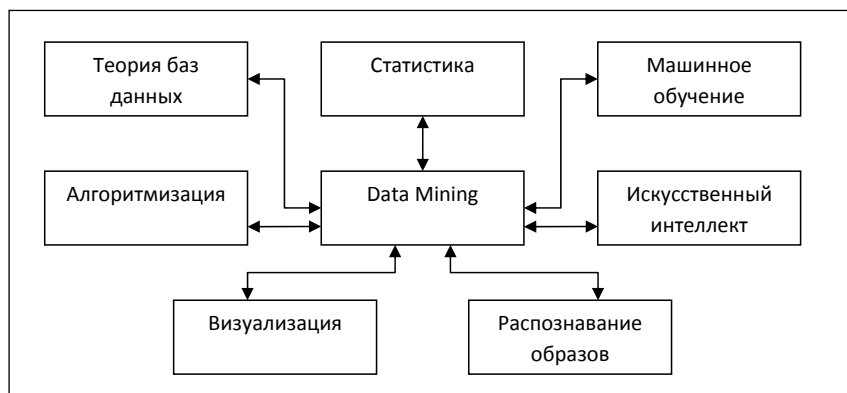 Теория баз
данных
Статистика
Машинное
обучение
Алгоритмизация
Data Mining
Искусственный
интеллект
Визуализация
Распознавание
образов